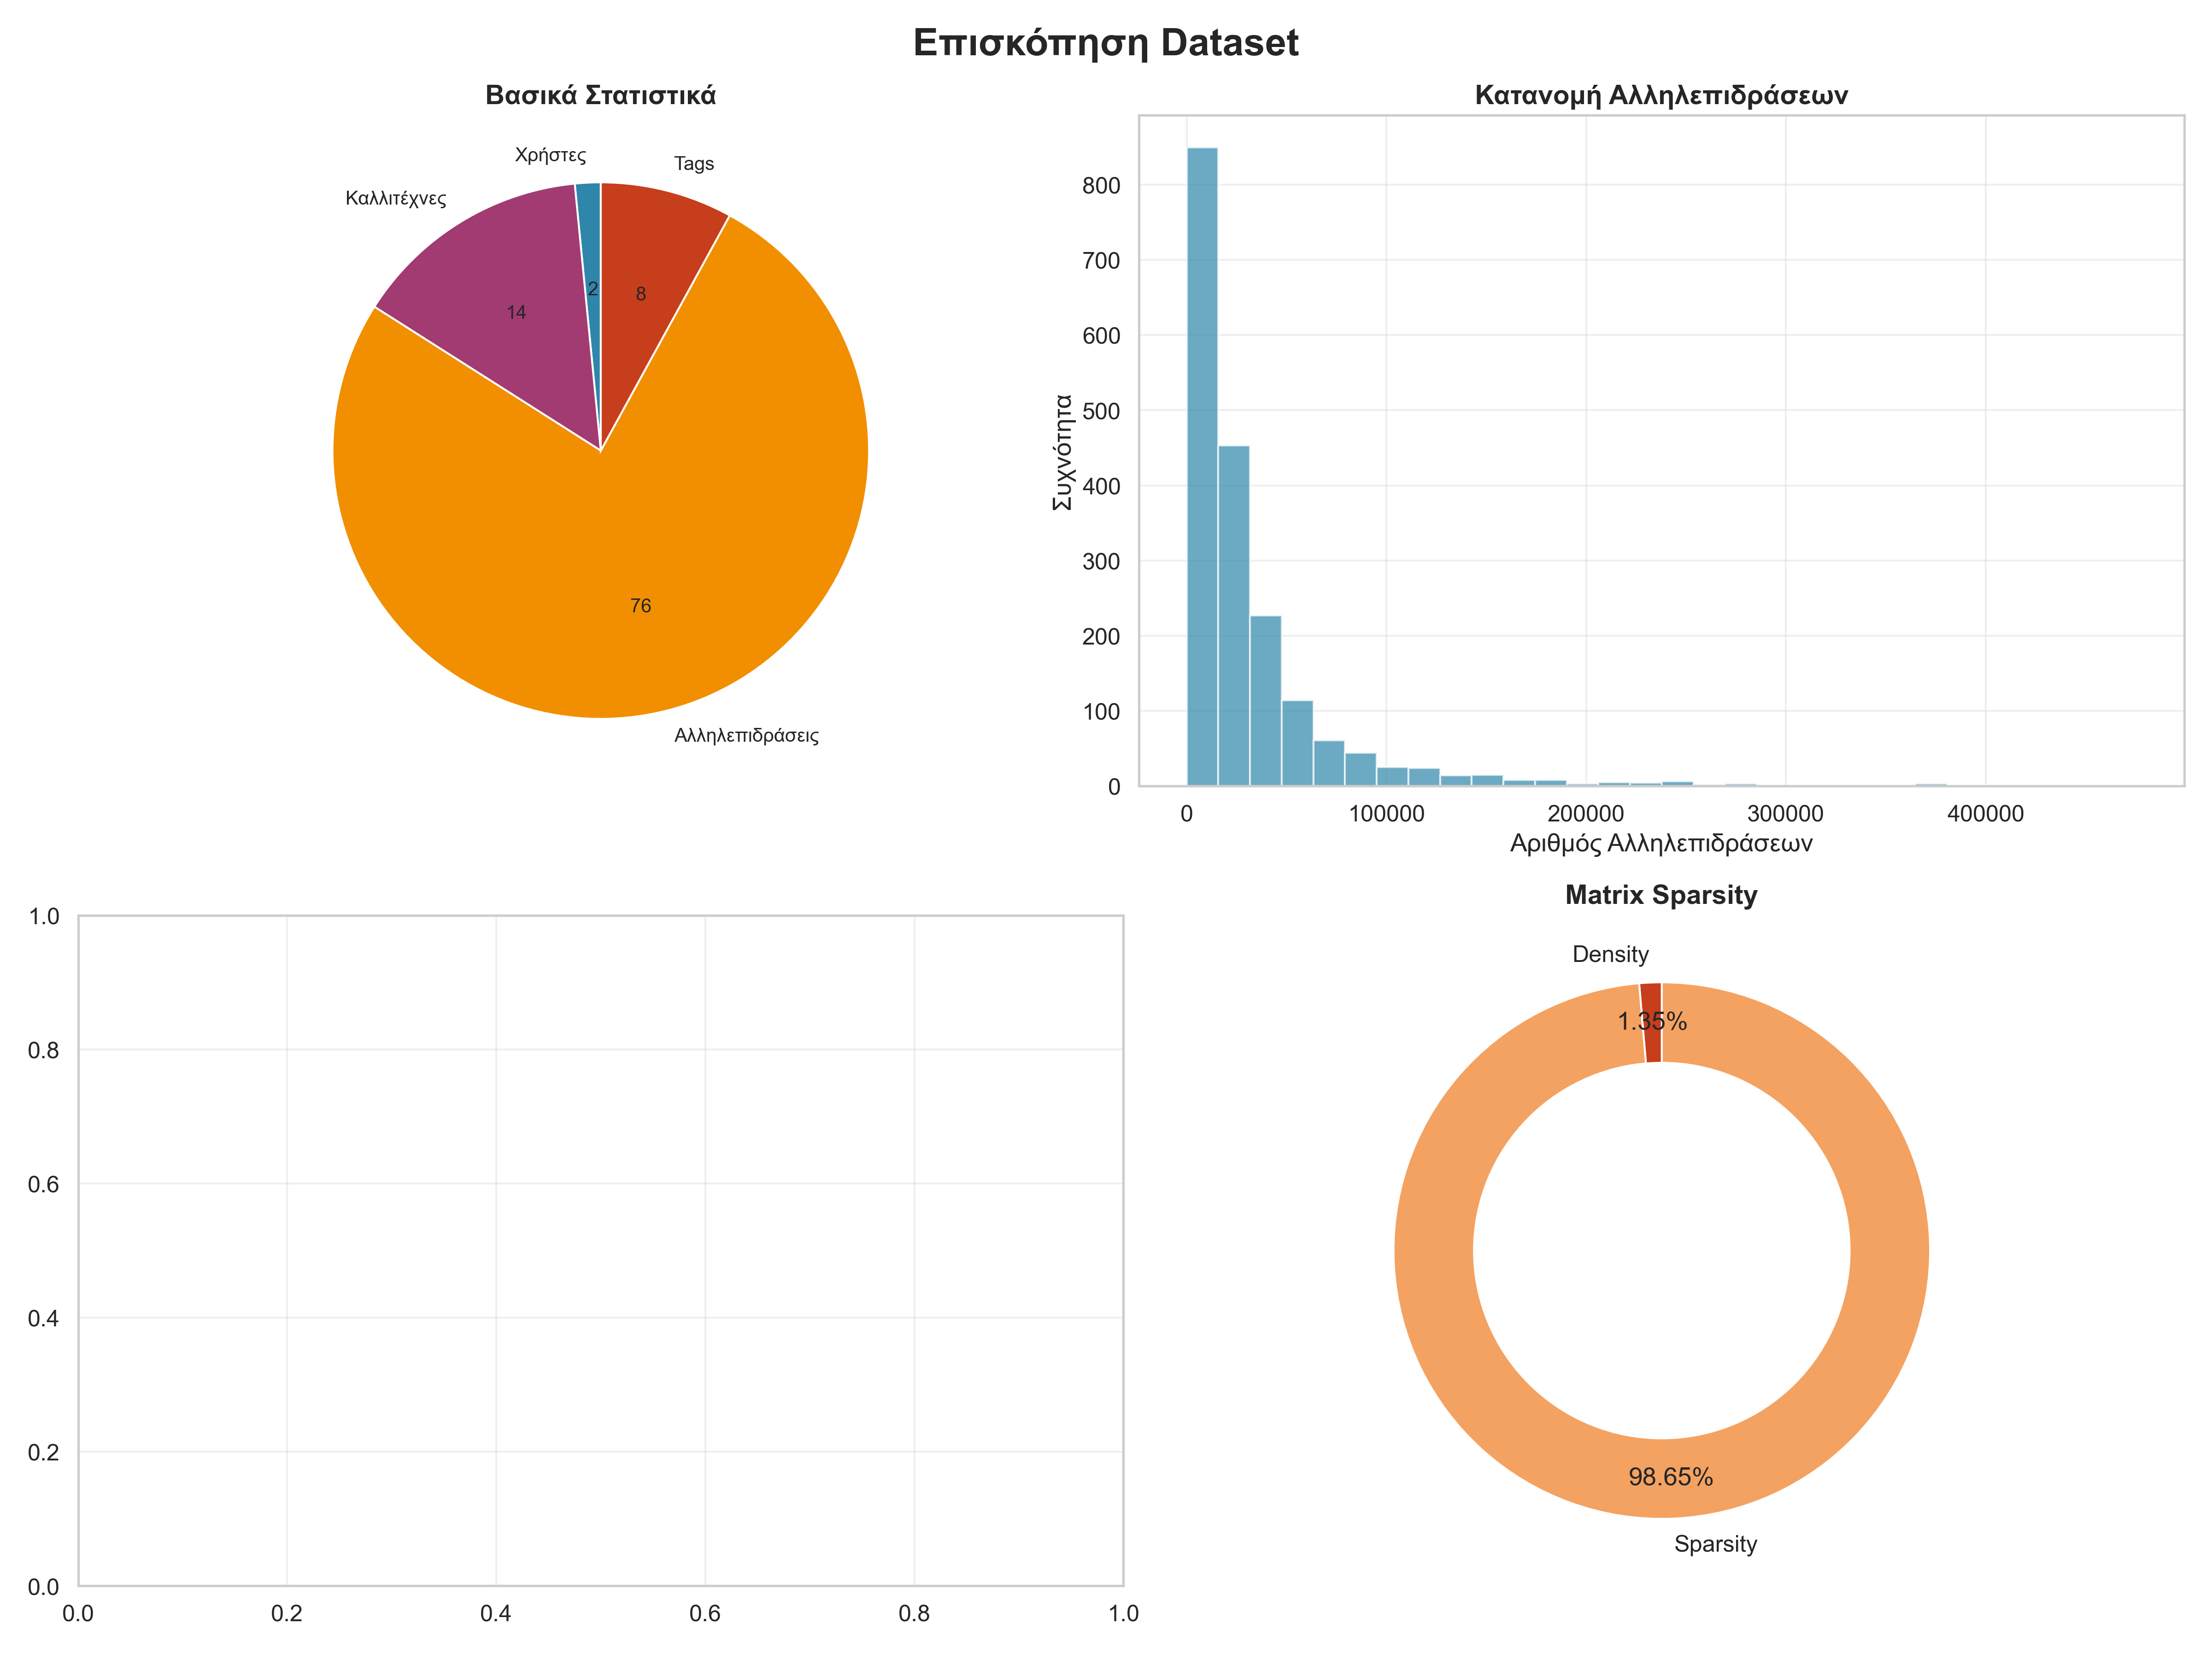 Επισκόπηση Dataset
Βασικά Στατιστικά
Χρήστες
Tags
Καλλιτέχνες
2
8
14
76
Αλληλεπιδράσεις
Κατανομή Αλληλεπιδράσεων
800
700
600
500
400
300
200
100
0
Συχνότητα
0 100000 200000 300000 400000
Αριθμός Αλληλεπιδράσεων
1.0
0.8
0.6
0.4
0.2
0.0
0.0 0.2 0.4 0.6 0.8 1.0
Matrix Sparsity
Density
1.35%
98.65%
Sparsity